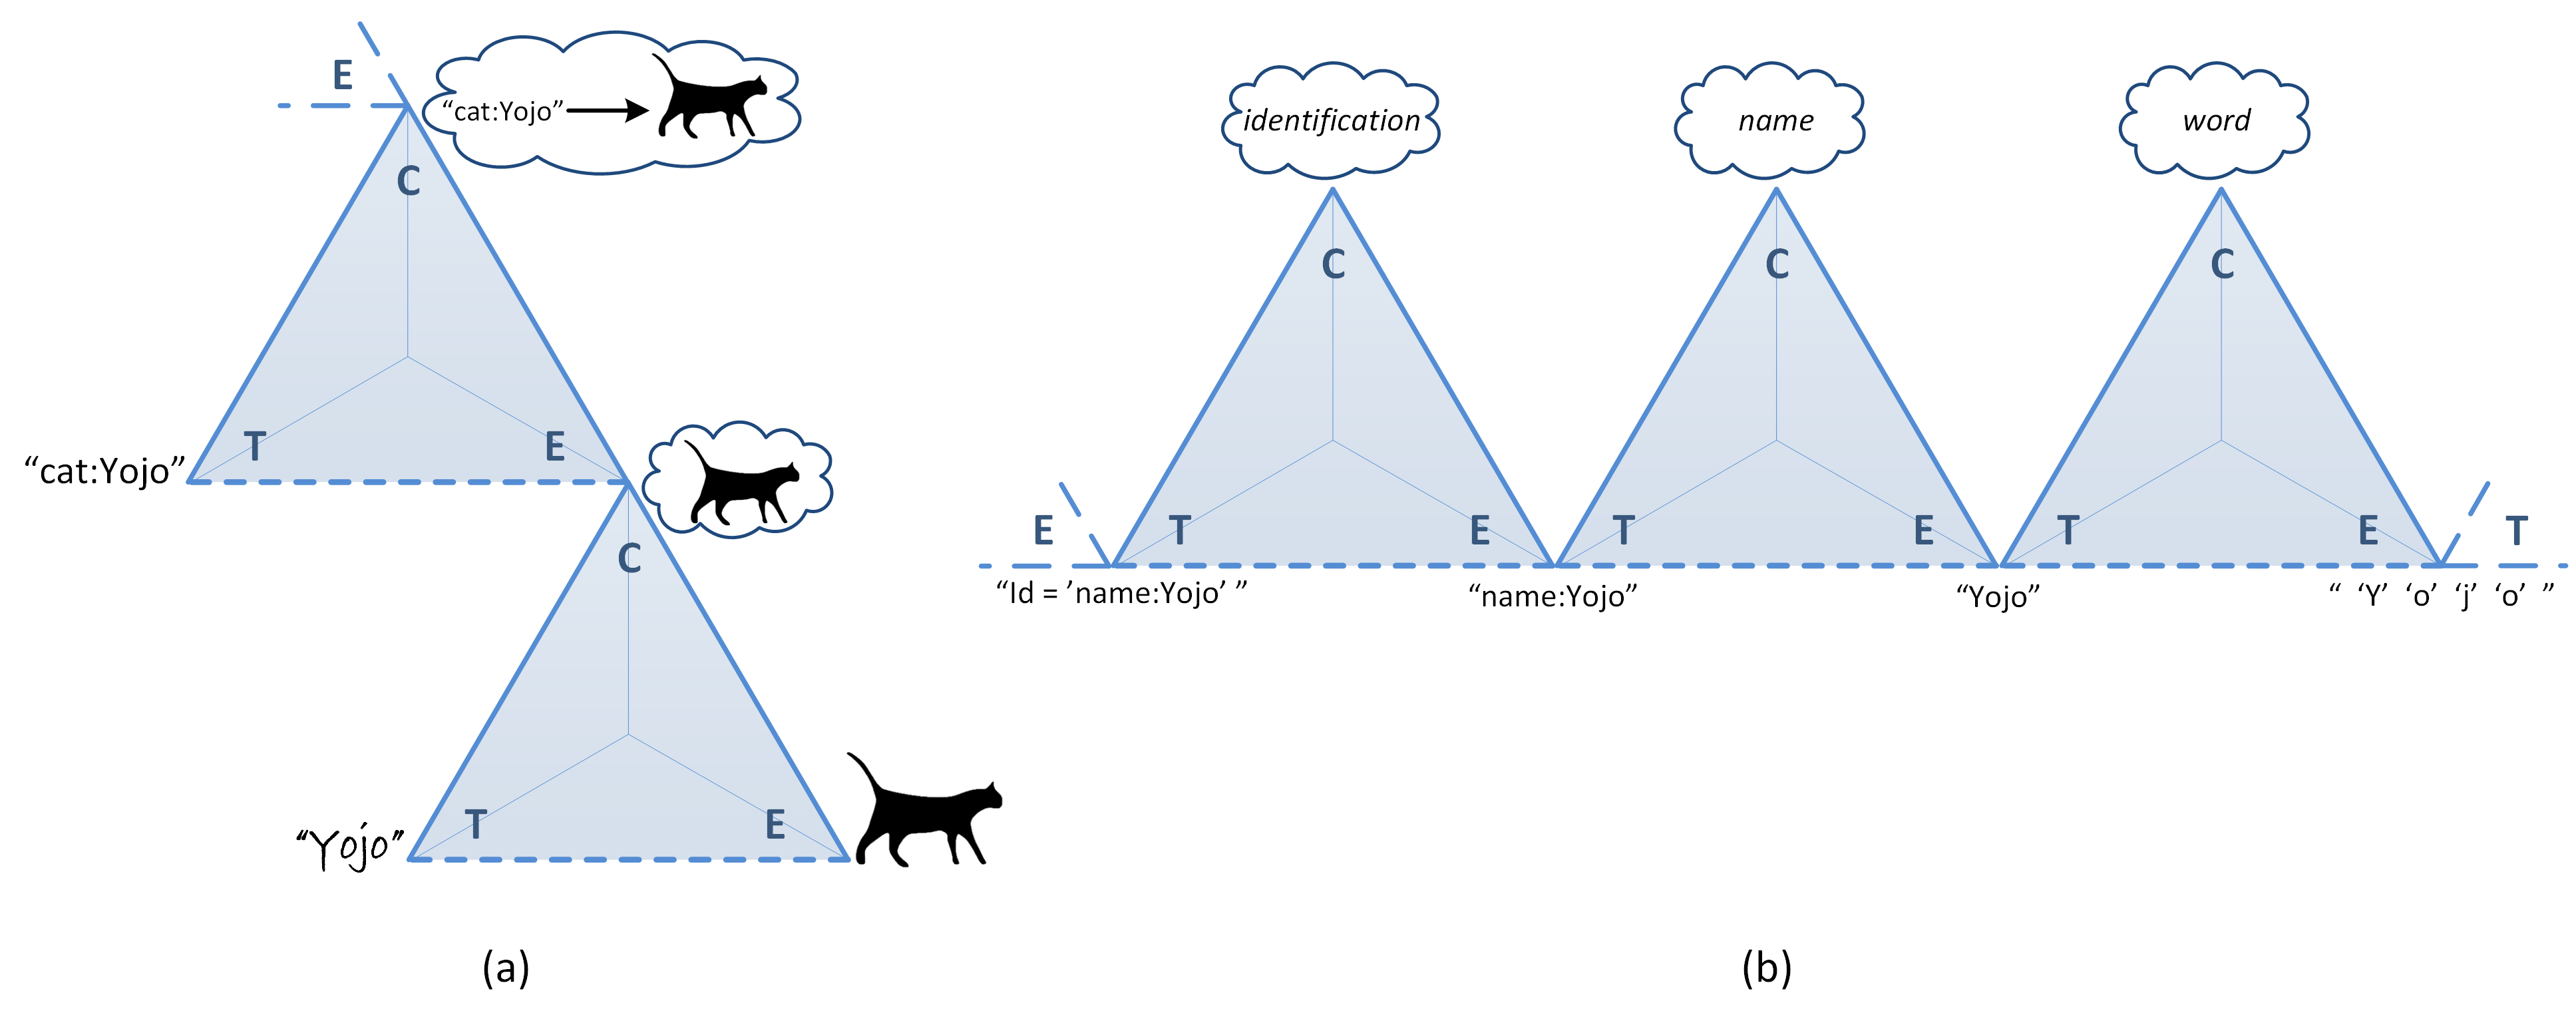 E
“cat:Yojo”
C
T
E
“cat:Yojo”
C
T
E
“Yojo”
(a)
identification
name
word
C
C
C
E
T
E
T
E
T
E
T
“Id = ’name:Yojo’ ”
“name:Yojo”
“Yojo”
“ ‘Y’ ‘o’ ‘j’ ‘o’ ”
(b)